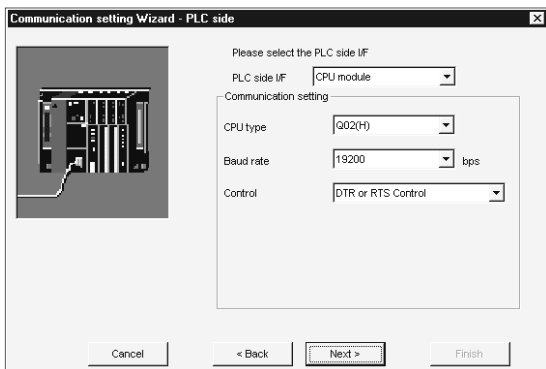 Communication setting Wizard - PLC side
Please select the PLC side I/F
PLC side I/F CPU module
Communication setting
CPU type Q02(H)
Baud rate 19200 bps
Control DTR or RTS Control
Cancel < Back Next > Finish